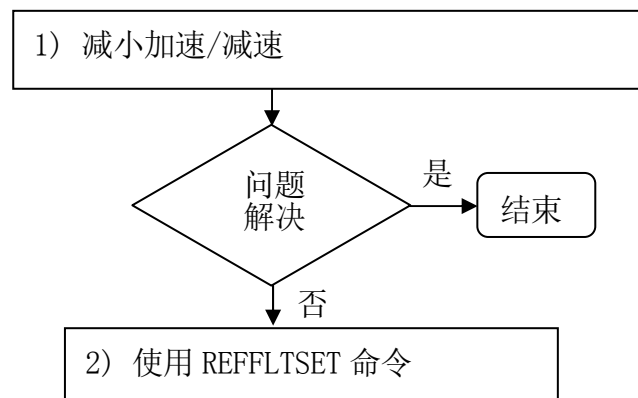 1) 减小加速/减速
问题
解决
是
结束
否
2) 使用 REFFLTSET 命令